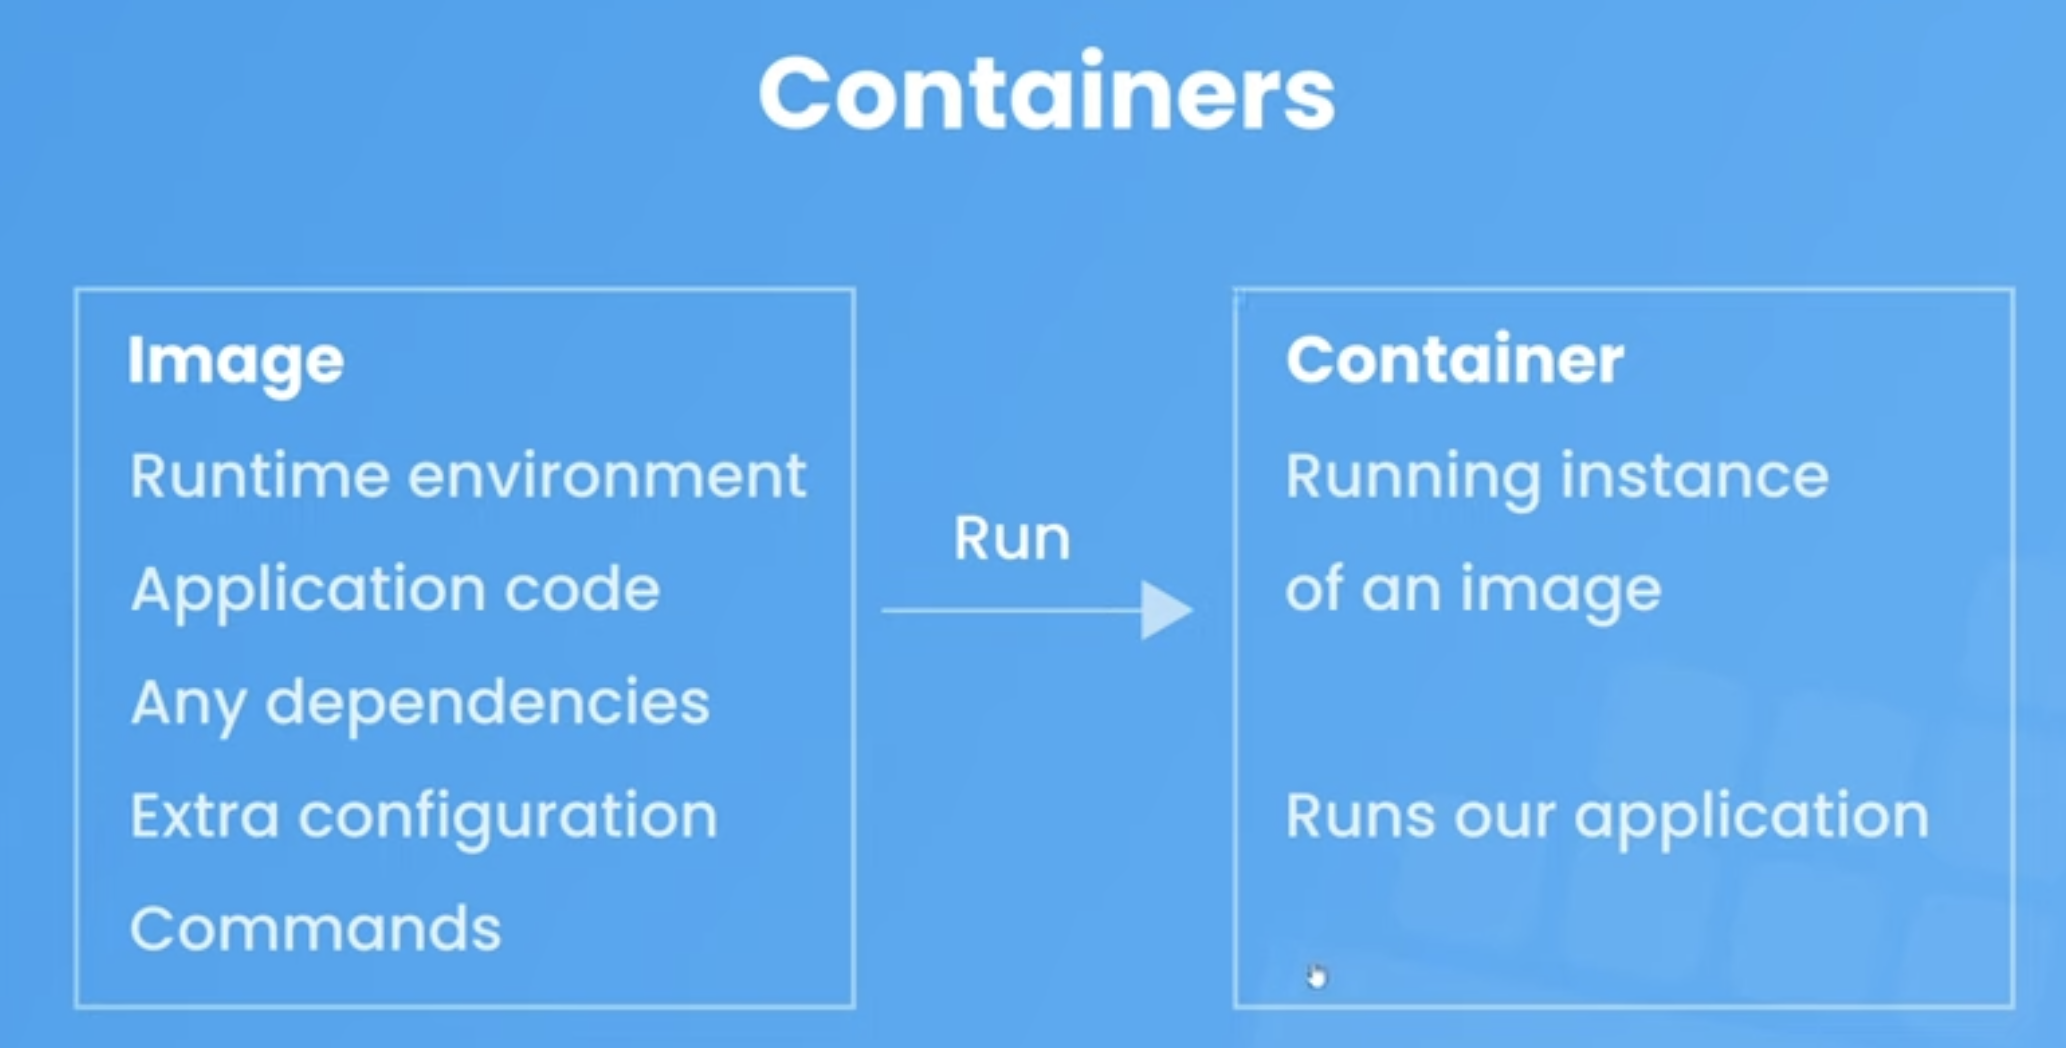 Containers
Image
Runtime environment
Application code
Any dependencies
Extra configuration
Commands
Run
Container
Running instance
of an image
Runs our application